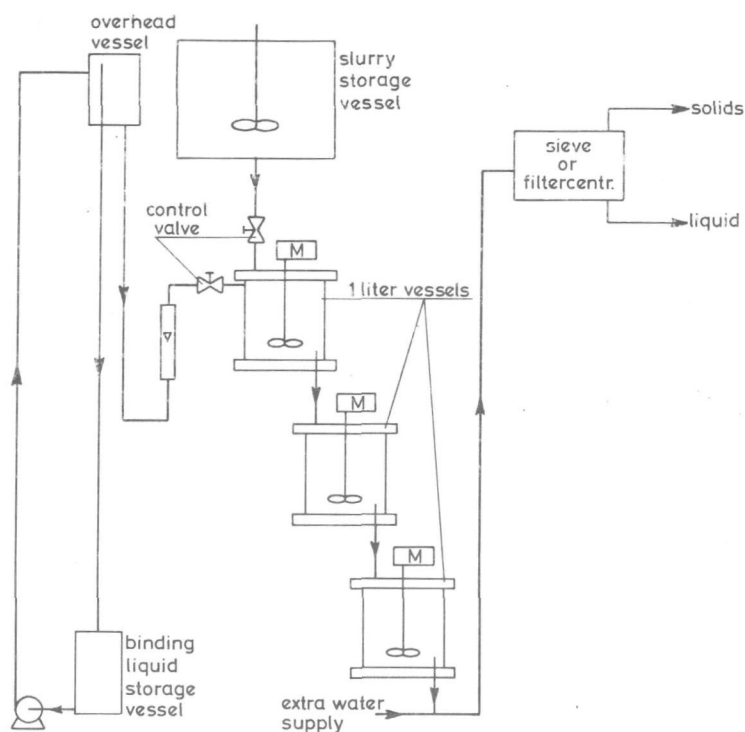 overhead
vessel
slurry
storage
vessel
solids
sieve
or
filtercentr.
liquid
control
valve
M
1 liter vessels
M
M
binding
liquid
storage
vessel
extra water
supply